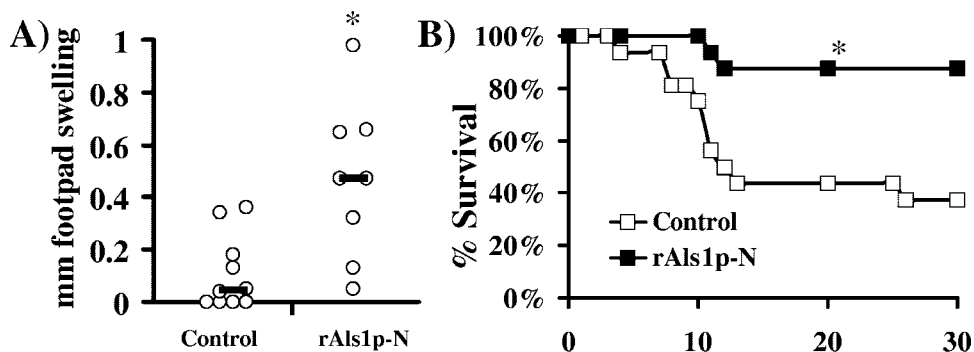 A)
mm footpad swelling
*
1
0.8
0.6
0.4
0.2
0
Control
rAls1p-N
B)
% Survival
100%
80%
60%
40%
20%
0%
*
Control
rAls1p-N
0
10
20
30